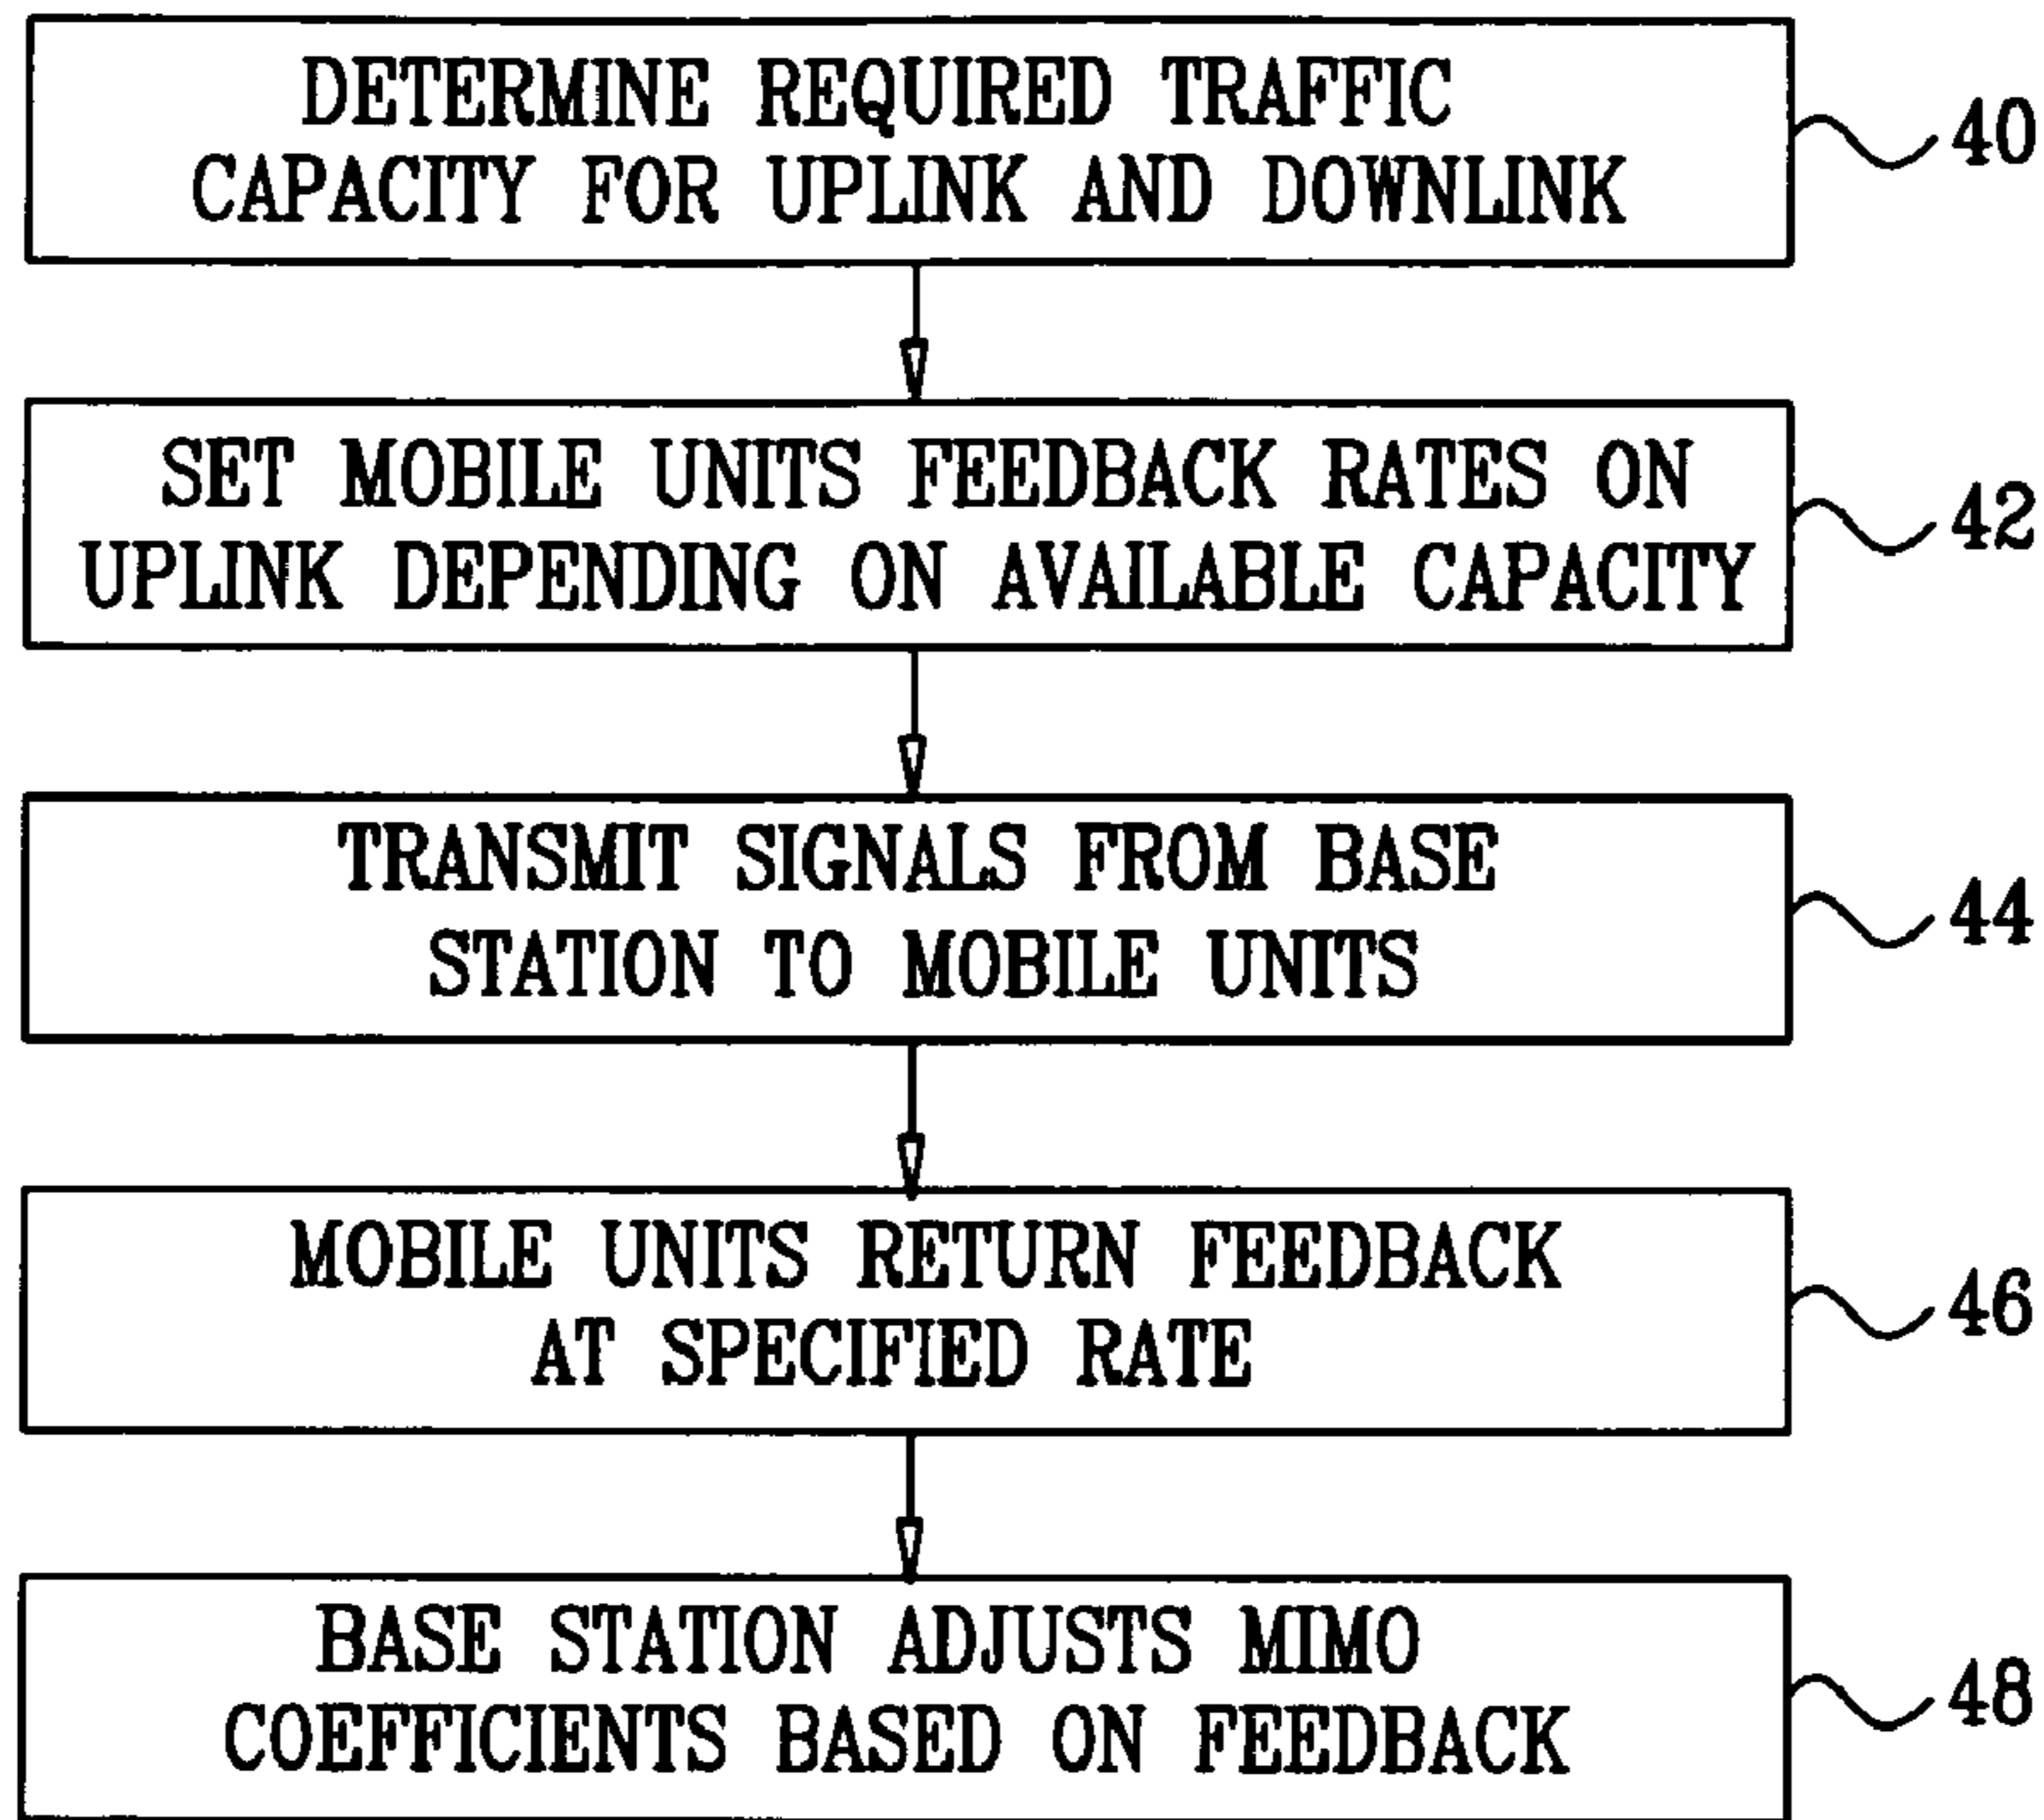 DETERMINE REQUIRED TRAFFIC
CAPACITY FOR UPLINK AND DOWNLINK
40
SET MOBILE UNITS FEEDBACK RATES ON
UPLINK DEPENDING ON AVAILABLE CAPACITY
42
TRANSMIT SIGNALS FROM BASE
STATION TO MOBILE UNITS
44
MOBILE UNITS RETURN FEEDBACK
AT SPECIFIED RATE
46
BASE STATION ADJUSTS MIMO
COEFFICIENTS BASED ON FEEDBACK
48